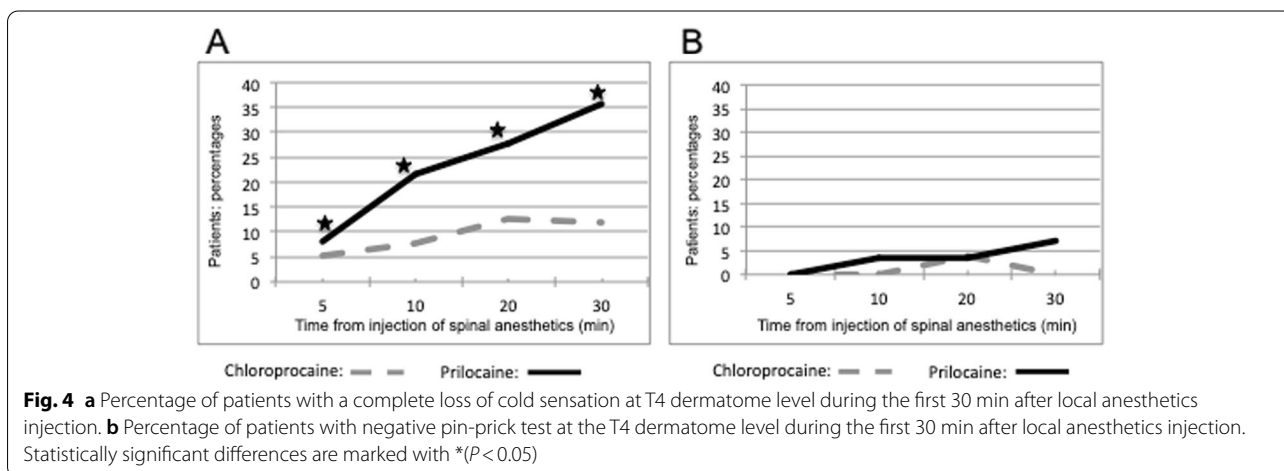 A
Patients: percentages
40
35
30
25
20
15
10
5
0
5 10 20 30
Time from injection of spinal anesthetics (min)
B
Patients: percentages
40
35
30
25
20
15
10
5
0
5 10 20 30
Time from injection of spinal anesthetics (min)
Chloroprocaine: Prilocaine:
Chloroprocaine: Prilocaine:
Fig. 4 a Percentage of patients with a complete loss of cold sensation at T4 dermatome level during the first 30 min after local anesthetics
injection. b Percentage of patients with negative pin-prick test at the T4 dermatome level during the first 30 min after local anesthetics injection.
Statistically significant differences are marked with *(P < 0.05)